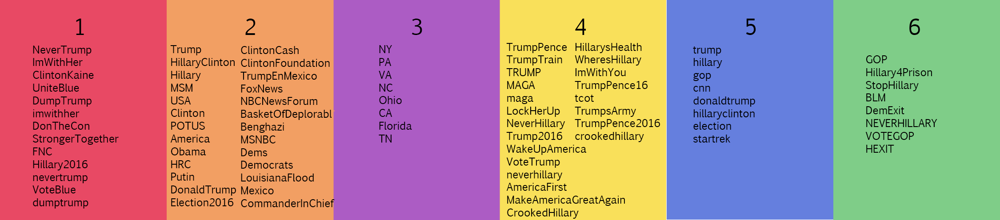 1
NeverTrump
ImWithHer
ClintonKaine
UniteBlue
DumpTrump
imwithher
DonTheCon
StrongerTogether
FNC
Hillary2016
nevertrump
VoteBlue
dumptrump
2
Trump
HillaryClinton
Hillary
MSM
USA
Clinton
POTUS
America
Obama
HRC
Putin
DonaldTrump
Election2016
ClintonCash
ClintonFoundation
TrumpEnMexico
FoxNews
NBCNewsForum
BasketOfDeplorabl
Benghazi
MSNBC
Dems
Democrats
LouisianaFlood
Mexico
CommanderInChief
3
NY
PA
VA
NC
Ohio
CA
Florida
TN
4
TrumpPence
TrumpTrain
TRUMP
MAGA
maga
LockHerUp
NeverHillary
Trump2016
WakeUpAmerica
VoteTrump
neverhillary
AmericaFirst
MakeAmericaGreatAgain
CrookedHillary
HillarysHealth
WheresHillary
ImWithYou
TrumpPence16
tcot
TrumpsArmy
TrumpPence2016
crookedhillary
5
trump
hillary
gop
cnn
donaldtrump
hillaryclinton
election
startrek
6
GOP
Hillary4Prison
StopHillary
BLM
DemExit
NEVERHILLARY
VOTEGOP
HEXIT